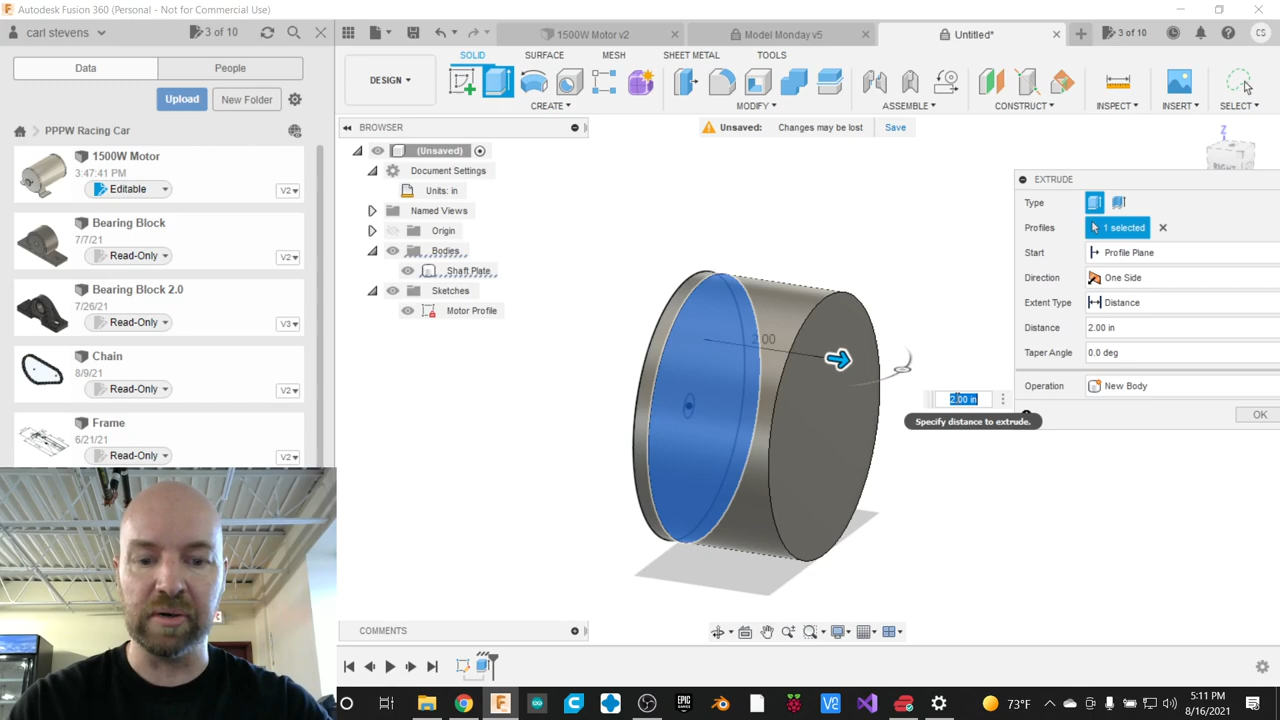 Autodesk Fusion 360 (Personal - Not for Commercial Use)
carl stevens
3 of 10
1500W Motor v2
Model Monday v5
Untitled*
3 of 10
CS
Data
People
Upload
New Folder
PPPW Racing Car
1500W Motor
3:47:41 PM
Editable
V2
Bearing Block
7/7/21
Read-Only
V2
Bearing Block 2.0
7/26/21
Read-Only
V3
Chain
8/9/21
Read-Only
V2
Frame
6/21/21
Read-Only
V2
DESIGN
SOLID
SURFACE
MESH
SHEET METAL
TOOLS
CREATE
MODIFY
ASSEMBLE
CONSTRUCT
INSPECT
INSERT
SELECT
BROWSER
Unsaved: Changes may be lost
Save
(Unsaved)
Document Settings
Units: in
Named Views
Origin
Bodies
Shaft Plate
Sketches
Motor Profile
Z
RIGHT
2.00
2.00 in
Specify distance to extrude.
EXTRUDE
Type
Profiles
1 selected
Start
Profile Plane
Direction
One Side
Extent Type
Distance
Distance
2.00 in
Taper Angle
0.0 deg
Operation
New Body
OK
COMMENTS
EPIC
GAMES
73°F
5:11 PM
8/16/2021